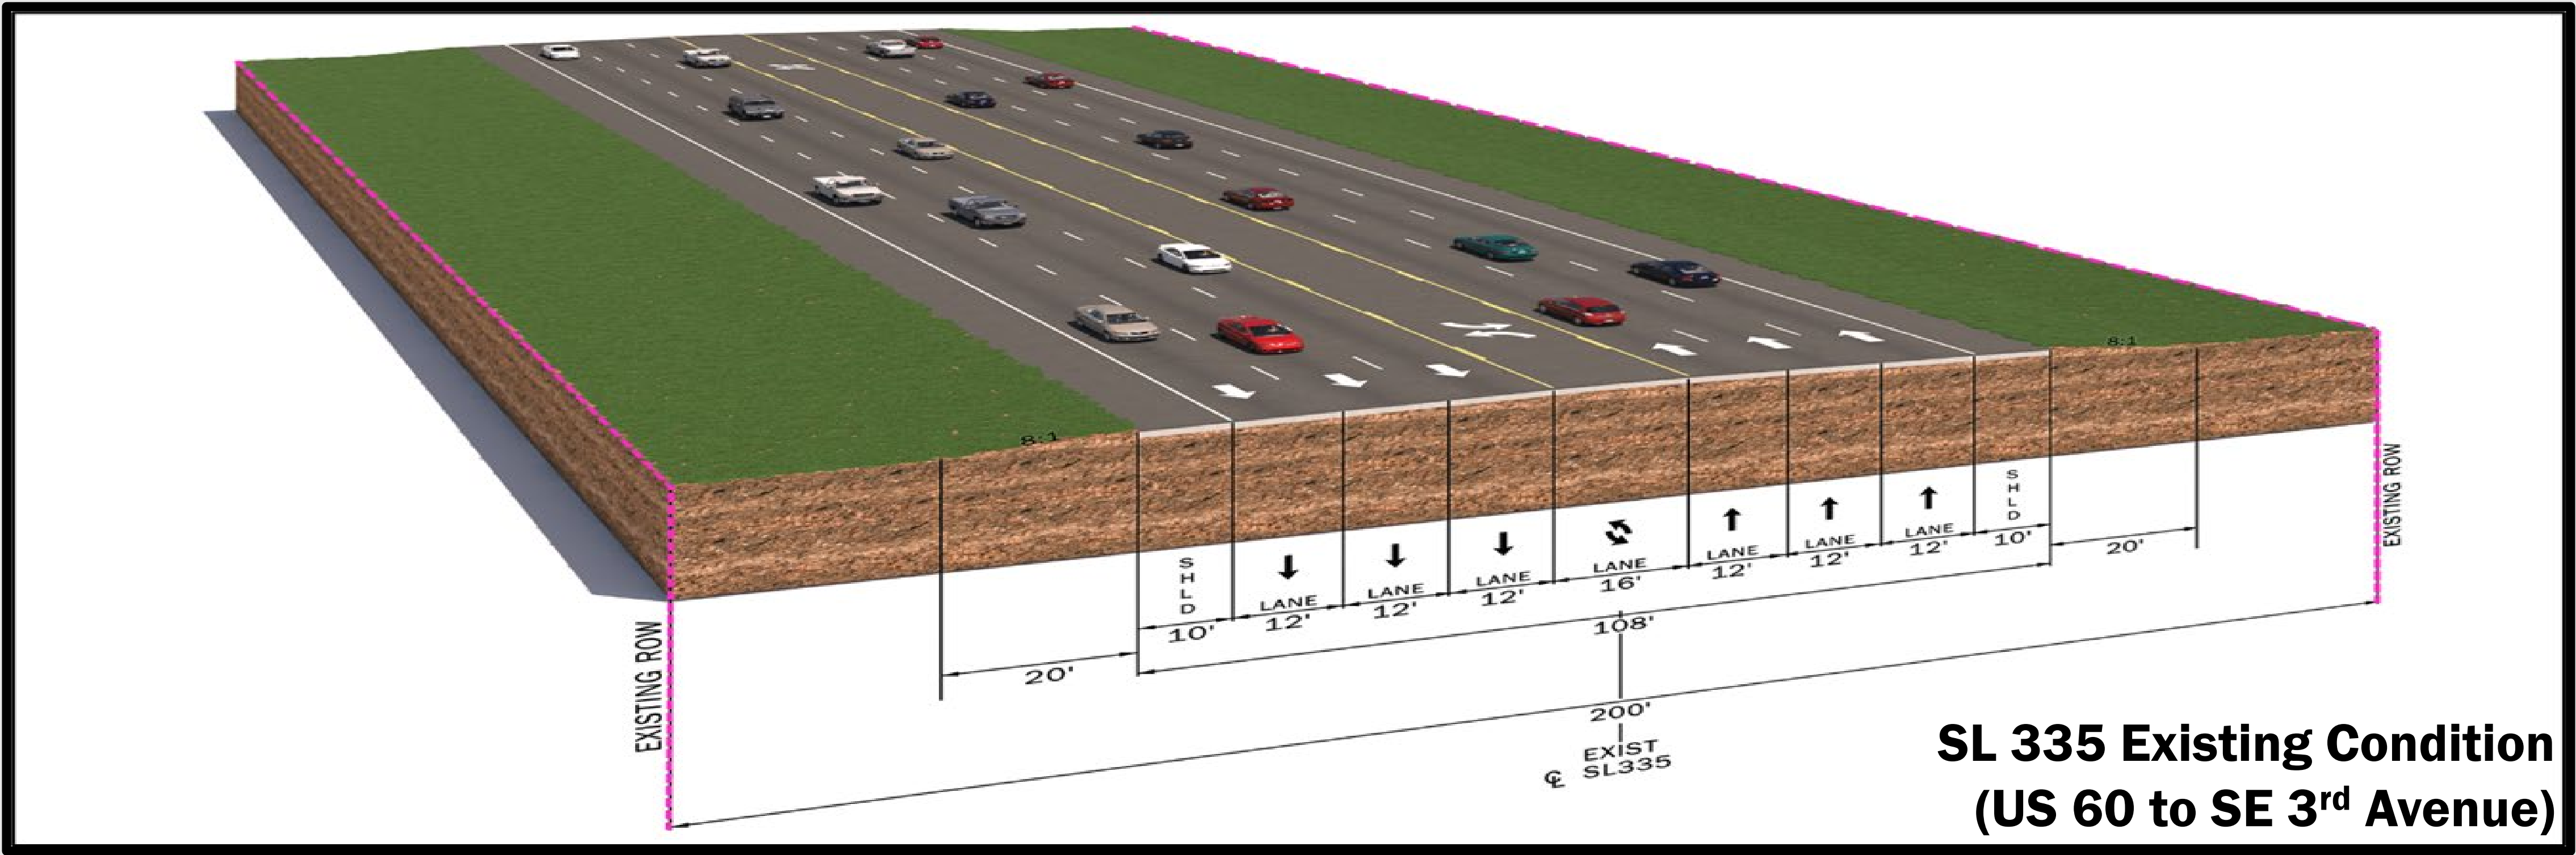 8:1
8:1
SHLD
LANE
LANE
LANE
LANE
LANE
LANE
LANE
SHLD
10'
12'
12'
12'
16'
12'
12'
12'
10'
20'
20'
108'
200'
EXISTING ROW
EXISTING ROW
EXIST
℄ SL335
SL 335 Existing Condition
(US 60 to SE 3rd Avenue)